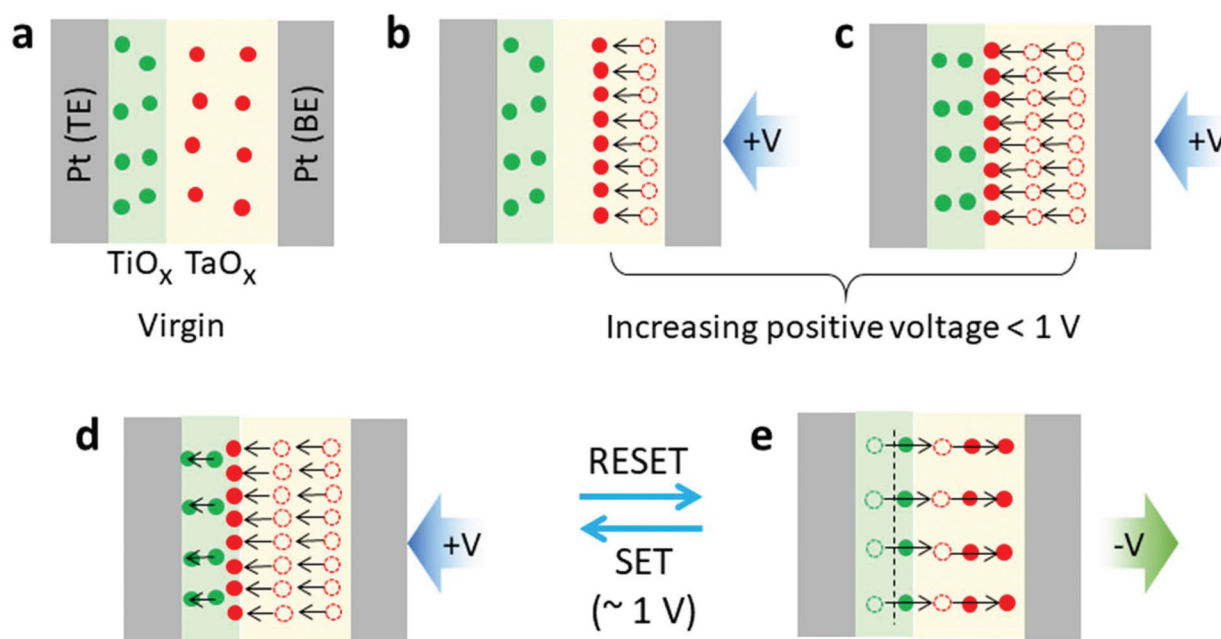 a
Pt (TE)
Pt (BE)
TiOₓ TaOₓ
Virgin
b
+V
c
+V
Increasing positive voltage < 1 V
d
+V
RESET
SET
(~ 1 V)
e
-V